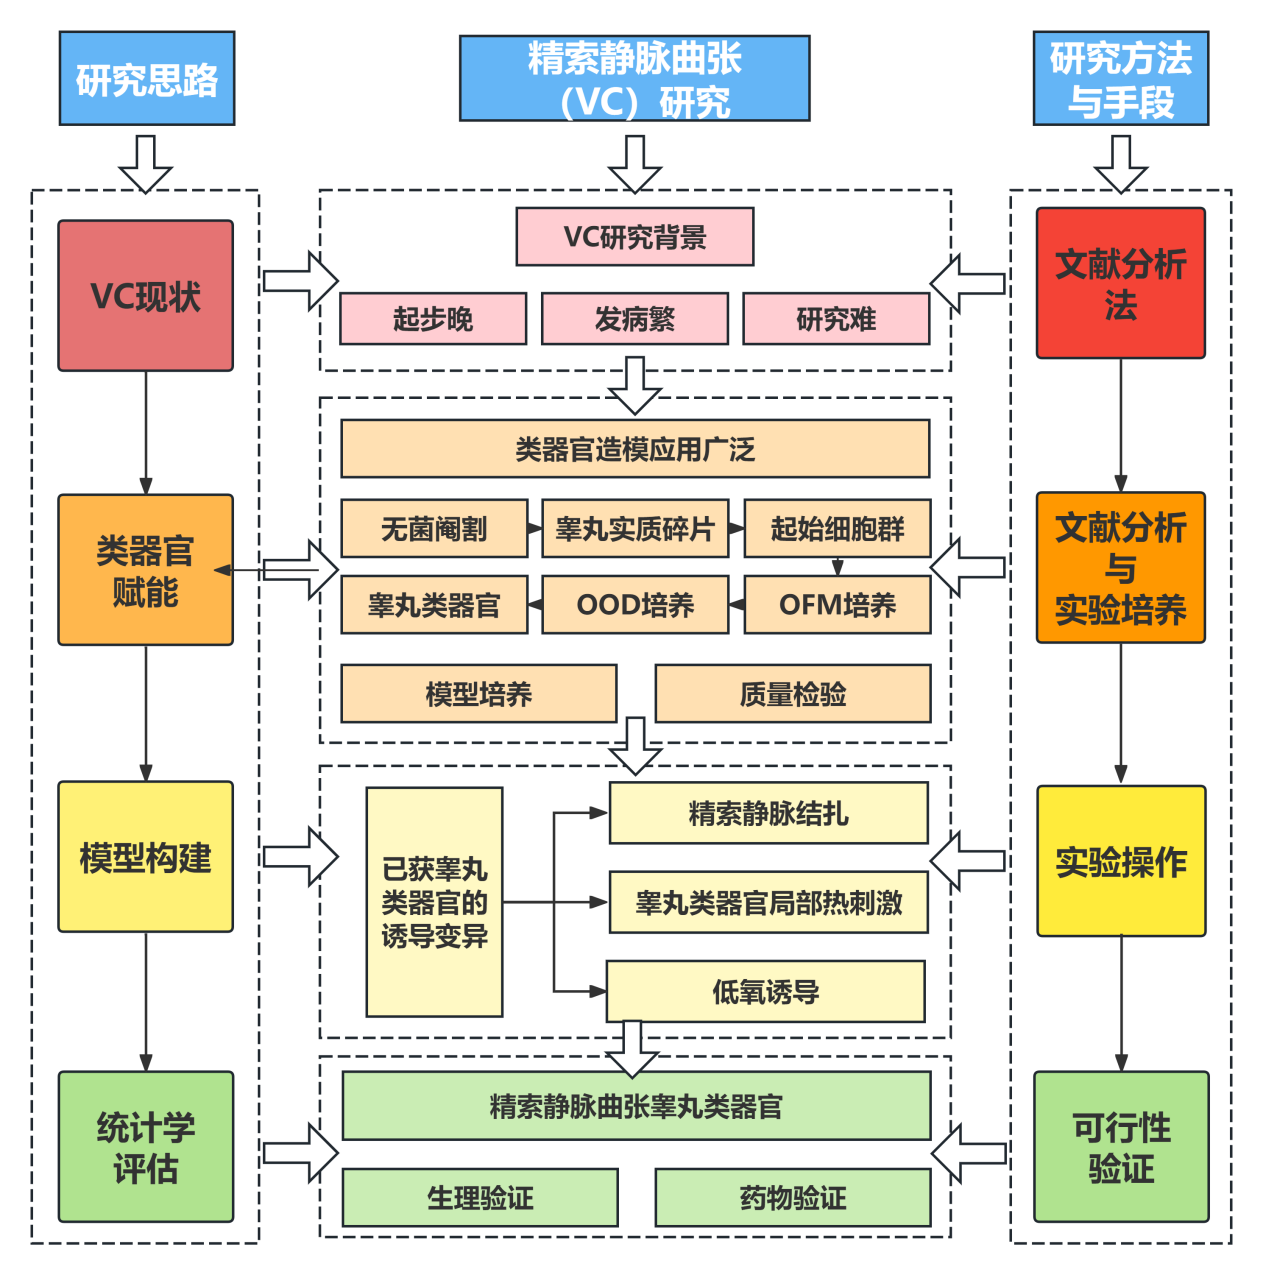 研究思路
精索静脉曲张
（VC）研究
研究方法
与手段
VC现状
VC研究背景
起步晚
发病繁
研究难
文献分析
法
类器官
赋能
类器官造模应用广泛
无菌阉割
睾丸实质碎片
起始细胞群
睾丸类器官
OOD培养
OFM培养
模型培养
质量检验
文献分析
与
实验培养
模型构建
已获睾丸
类器官的
诱导变异
精索静脉结扎
睾丸类器官局部热刺激
低氧诱导
实验操作
统计学
评估
精索静脉曲张睾丸类器官
生理验证
药物验证
可行性
验证